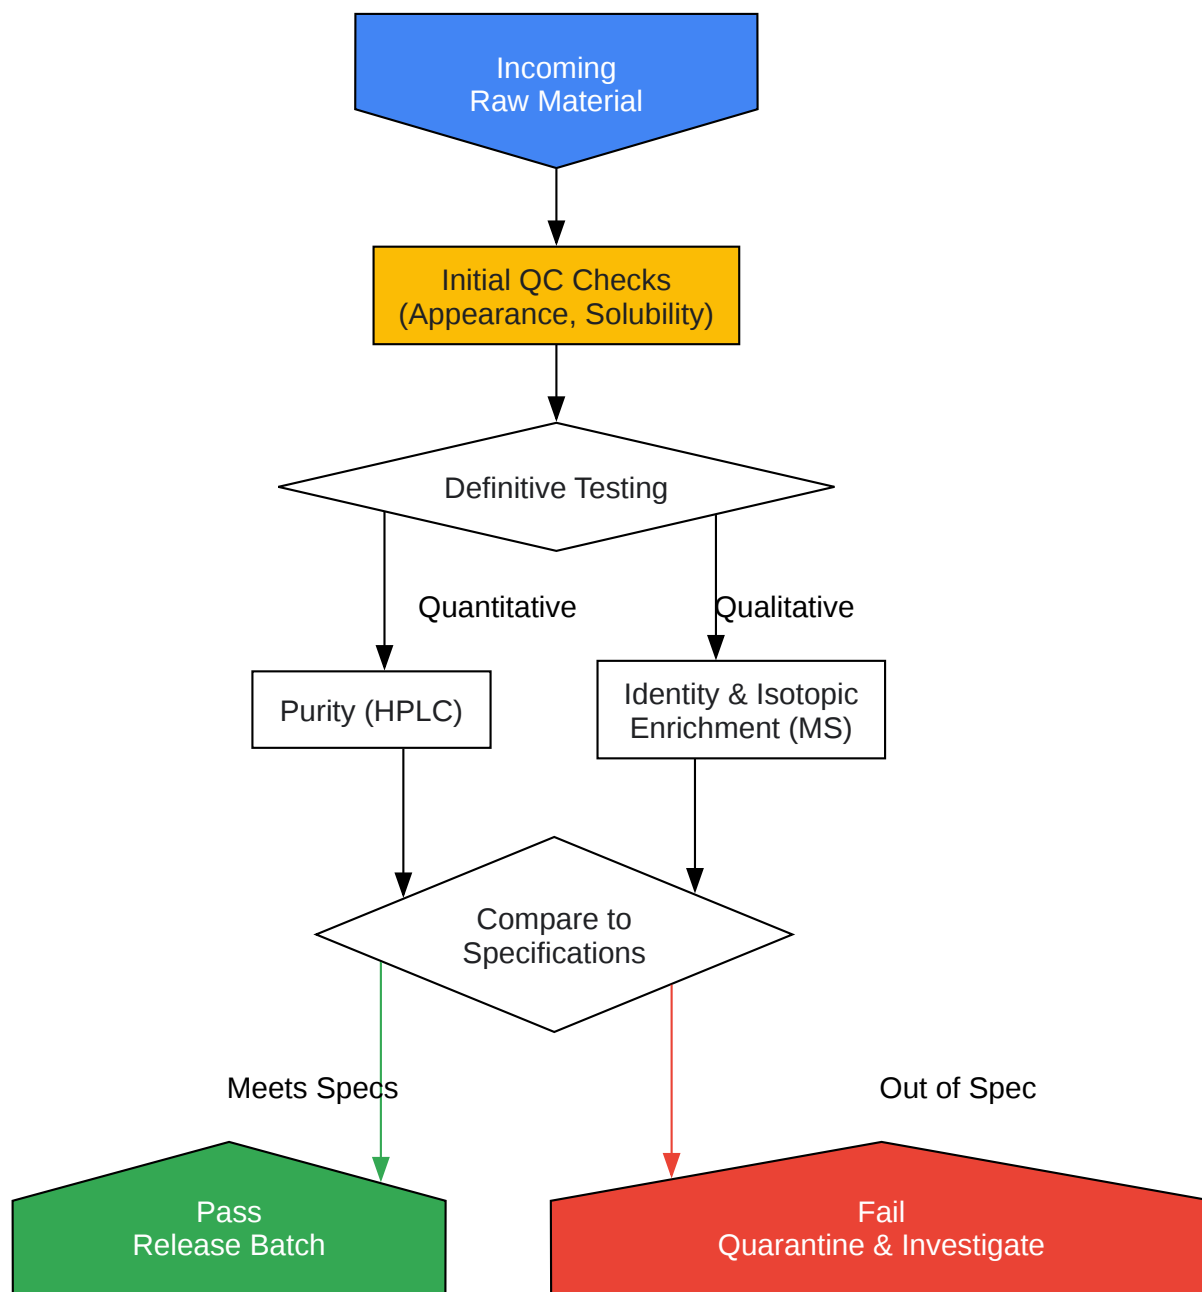 Incoming
Raw Material
Initial QC Checks
(Appearance, Solubility)
Definitive Testing
Quantitative
Qualitative
Purity (HPLC)
Identity & Isotopic
Enrichment (MS)
Compare to
Specifications
Meets Specs
Out of Spec
Pass
Release Batch
Fail
Quarantine & Investigate